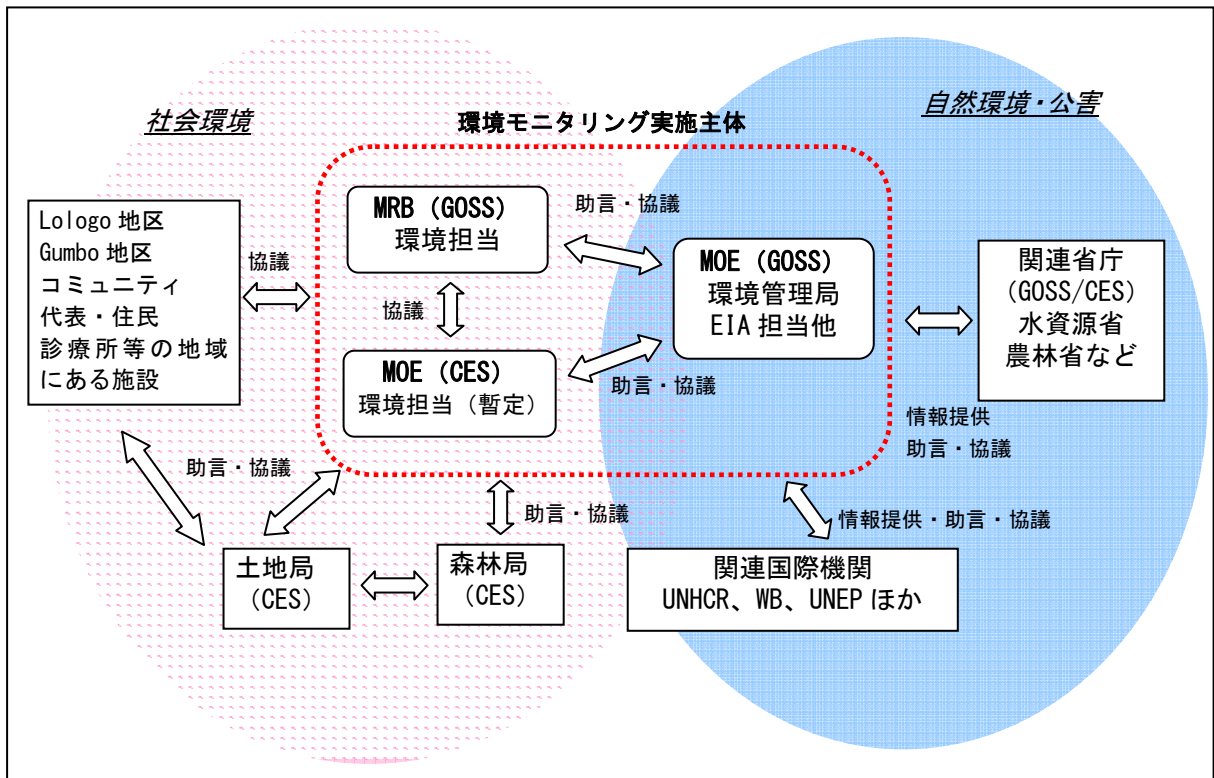 社会環境
環境モニタリング実施主体
自然環境・公害
Lologo 地区
Gumbo 地区
コミュニティ
代表・住民
診療所等の地域
にある施設
協議
MRB (GOSS)
環境担当
協議
MOE (CES)
環境担当（暫定）
助言・協議
助言・協議
MOE (GOSS)
環境管理局
EIA 担当他
関連省庁
(GOSS/CES)
水資源省
農林省など
情報提供
助言・協議
助言・協議
助言・協議
情報提供・助言・協議
土地局
(CES)
森林局
(CES)
関連国際機関
UNHCR、WB、UNEP ほか